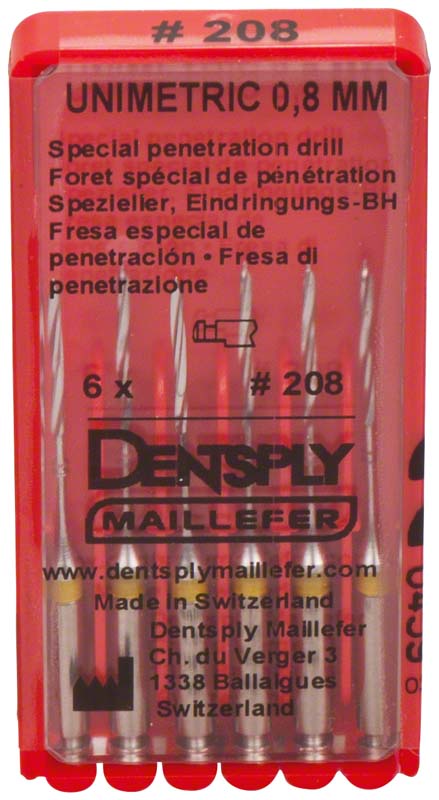 # 208
UNIMETRIC 0,8 MM
Special penetration drill
Foret spécial de pénétration
Spezieller, Eindringungs-BH
Fresa especial de
penetración • Fresa di
penetrazione
6 x # 208
DENTSPLY
MAILLEFER
www.dentsplymaillefer.com
Made in Switzerland
Dentsply Maillefer
Ch. du Verger 3
1338 Ballaigues
Switzerland